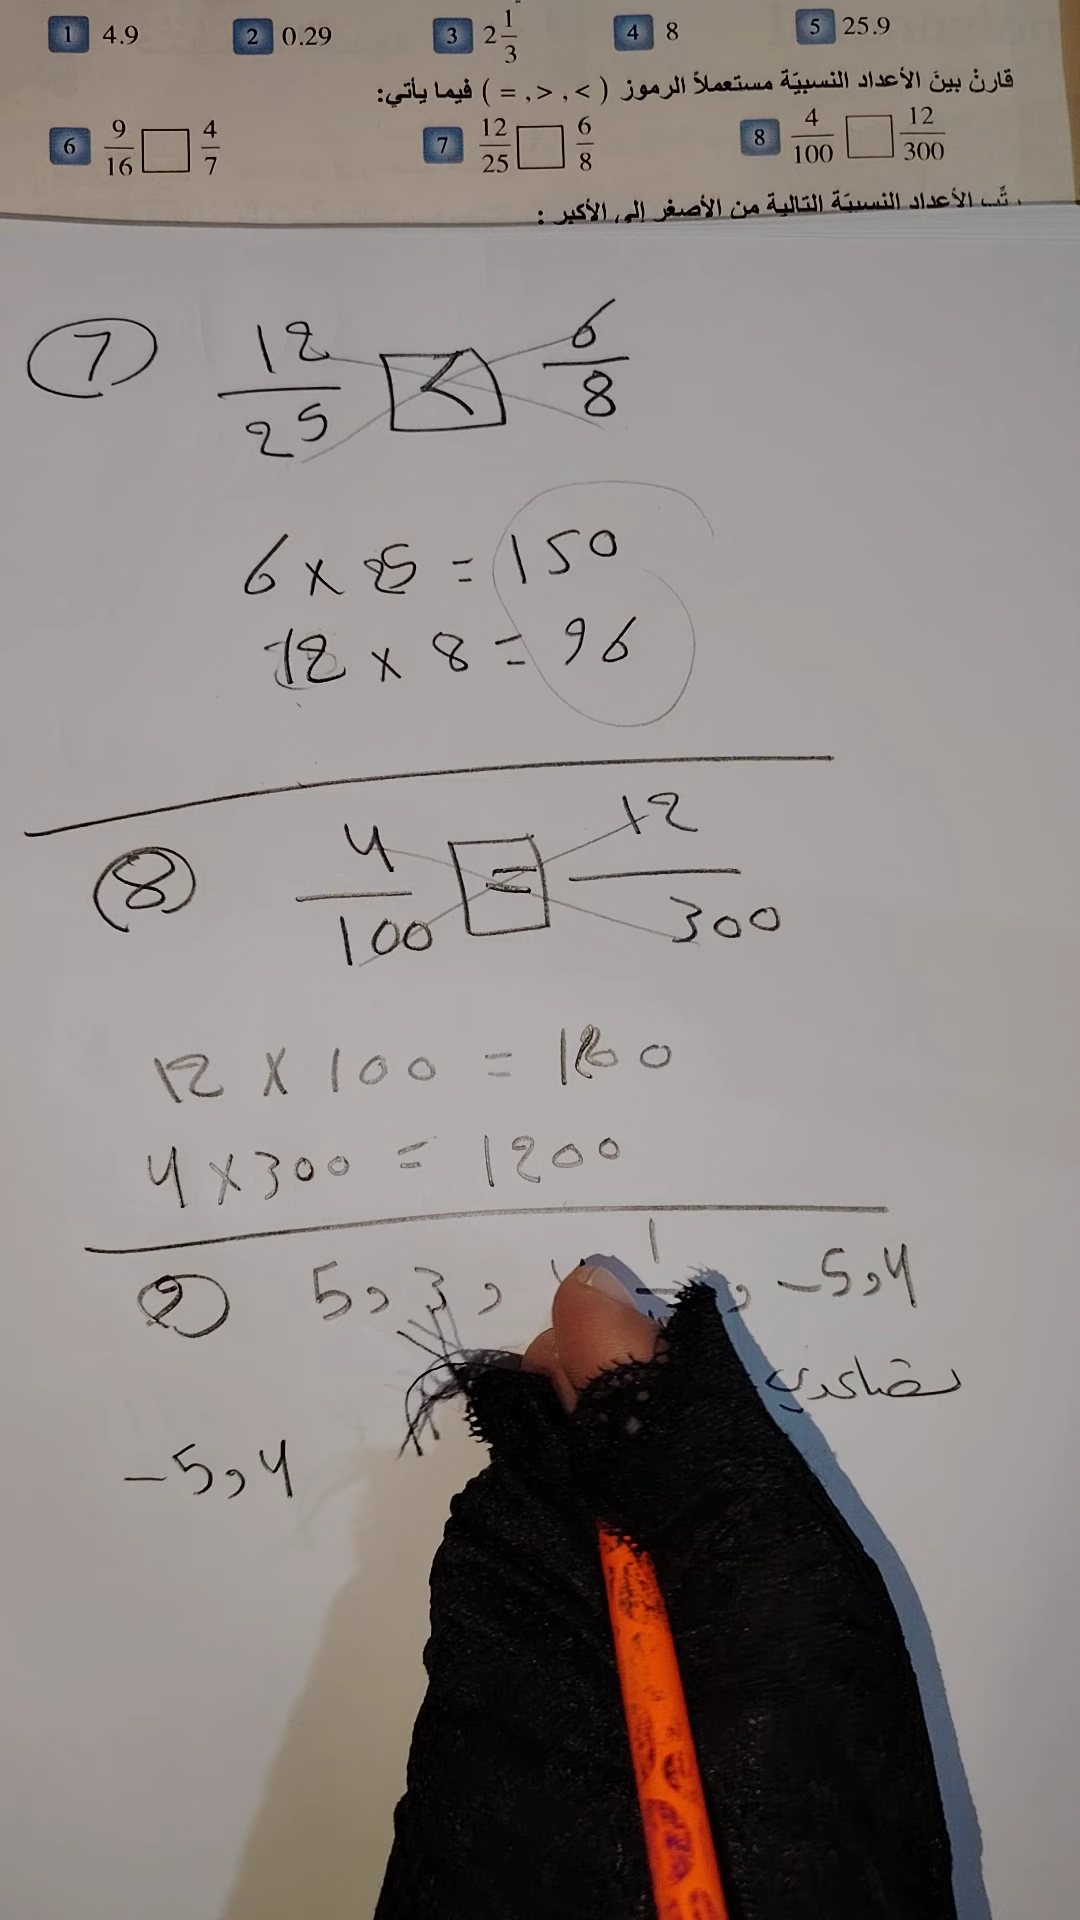 1 4.9 2 0.29 3 2 1/3 4 8 5 25.9
قارنْ بينَ الأعداد النسبيّة مستعملاً الرموز ( > ، < ، = ) فيما يأتي:
6 9/16 □ 4/7 7 12/25 □ 6/8 8 4/100 □ 12/300
الأعداد النسبيّة التالية من الأصغر إلى الأكبر :
7 12/25 < 6/8
6 × 25 = 150
12 × 8 = 96
8 4/100 = 12/300
12 × 100 =
4 × 300 = 1200
9 5, 3, , -5,4
تصاعدي
-5,4